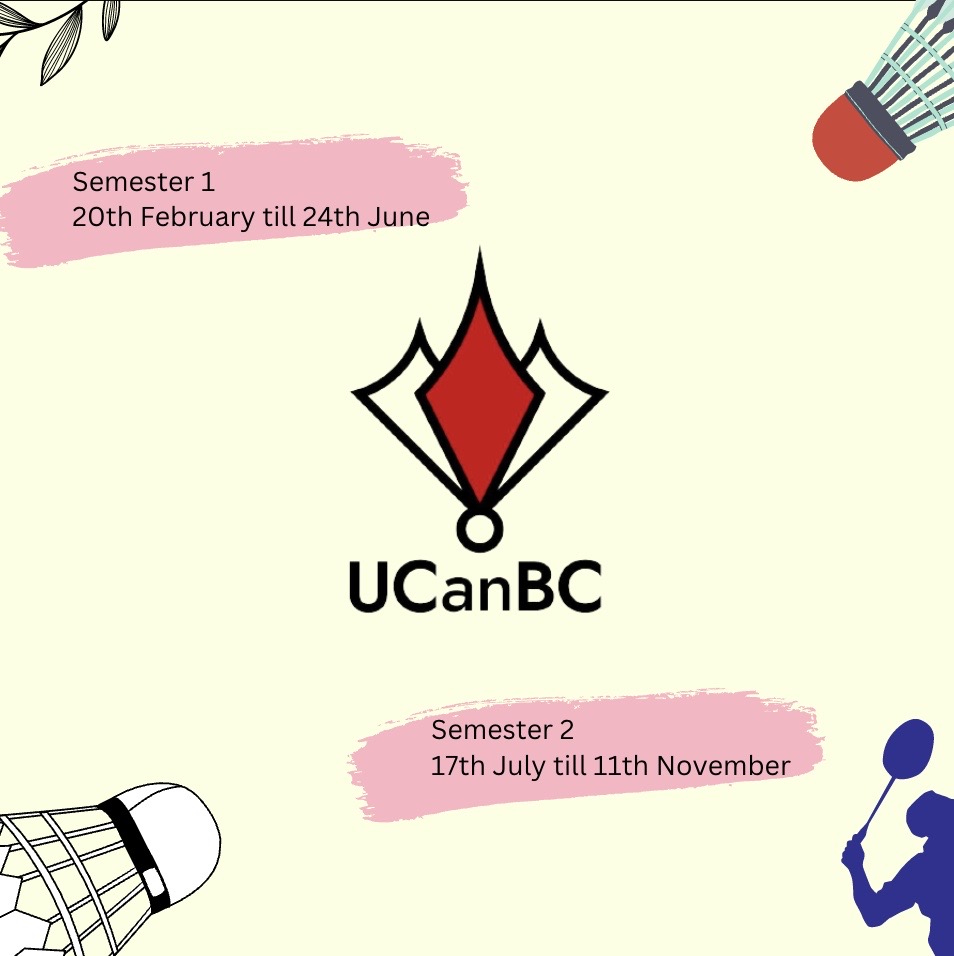 Semester 1
20th February till 24th June
UCanBC
Semester 2
17th July till 11th November